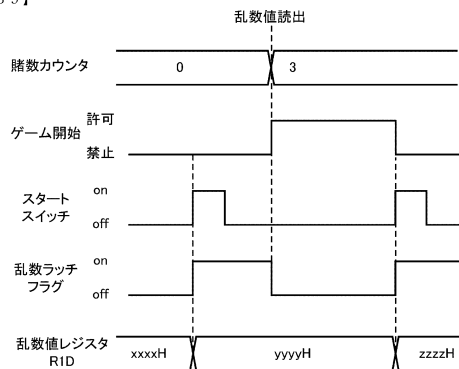 乱数値読出
賭数カウンタ
0
3
ゲーム開始
許可
禁止
スタート
スイッチ
on
off
乱数ラッチ
フラグ
on
off
乱数値レジスタ
R1D
xxxxH
yyyyH
zzzzH